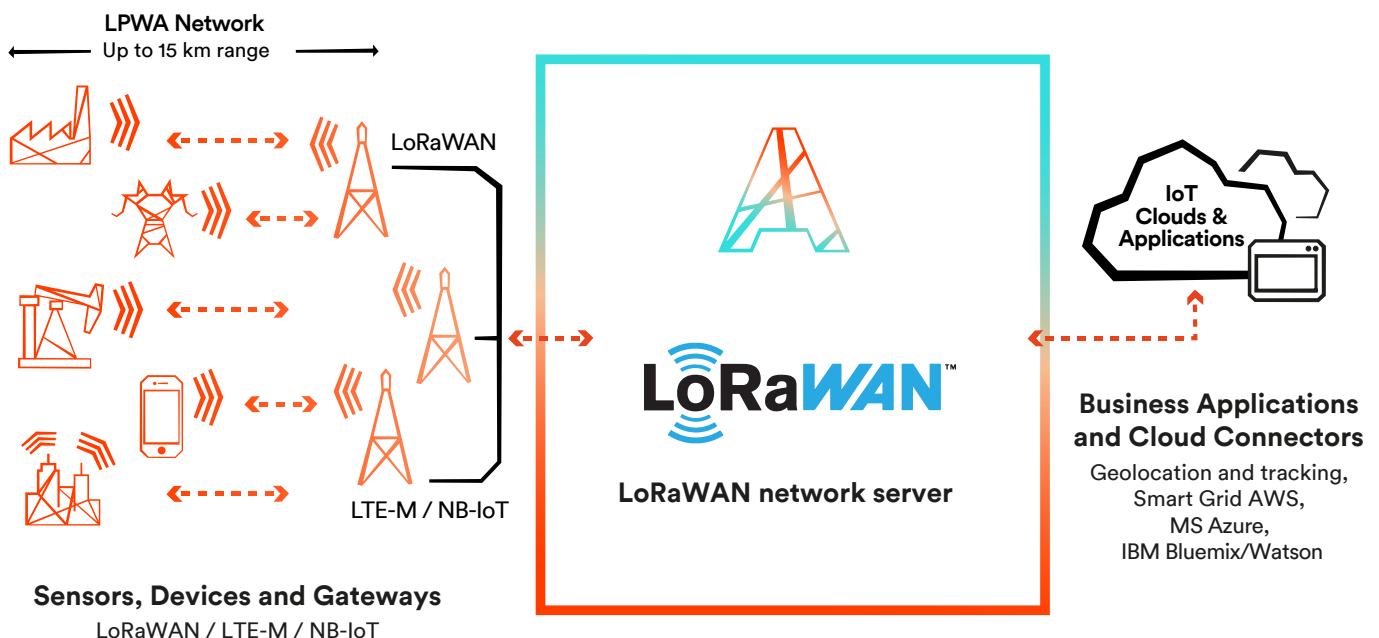 LPWA Network
Up to 15 km range
LoRaWAN
LTE-M / NB-IoT
Sensors, Devices and Gateways
LoRaWAN / LTE-M / NB-IoT
LoRaWAN™
LoRaWAN network server
IoT
Clouds &
Applications
Business Applications
and Cloud Connectors
Geolocation and tracking,
Smart Grid AWS,
MS Azure,
IBM Bluemix/Watson